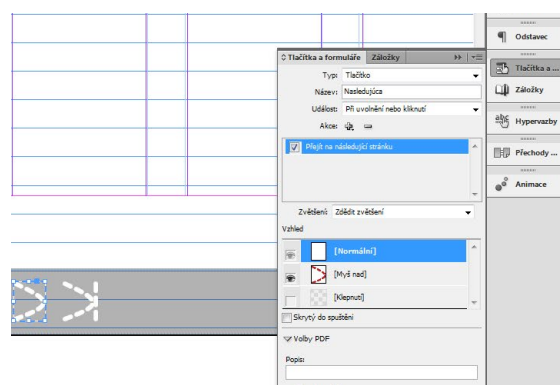 Tlačítka a formuláře Záložky
Typ: Tlačítko
Název: Nasledujúca
Událost: Při uvolnění nebo kliknutí
Akce:
Přejít na následující stránku
Zvětšení: Zdědit zvětšení
Vzhled
[Normální]
[Myš nad]
[Klepnutí]
Skrytý do spuštění
Volby PDF
Popis:
Odstavec
Tlačítka a ...
Záložky
Hypervazby
Přechody ...
Animace